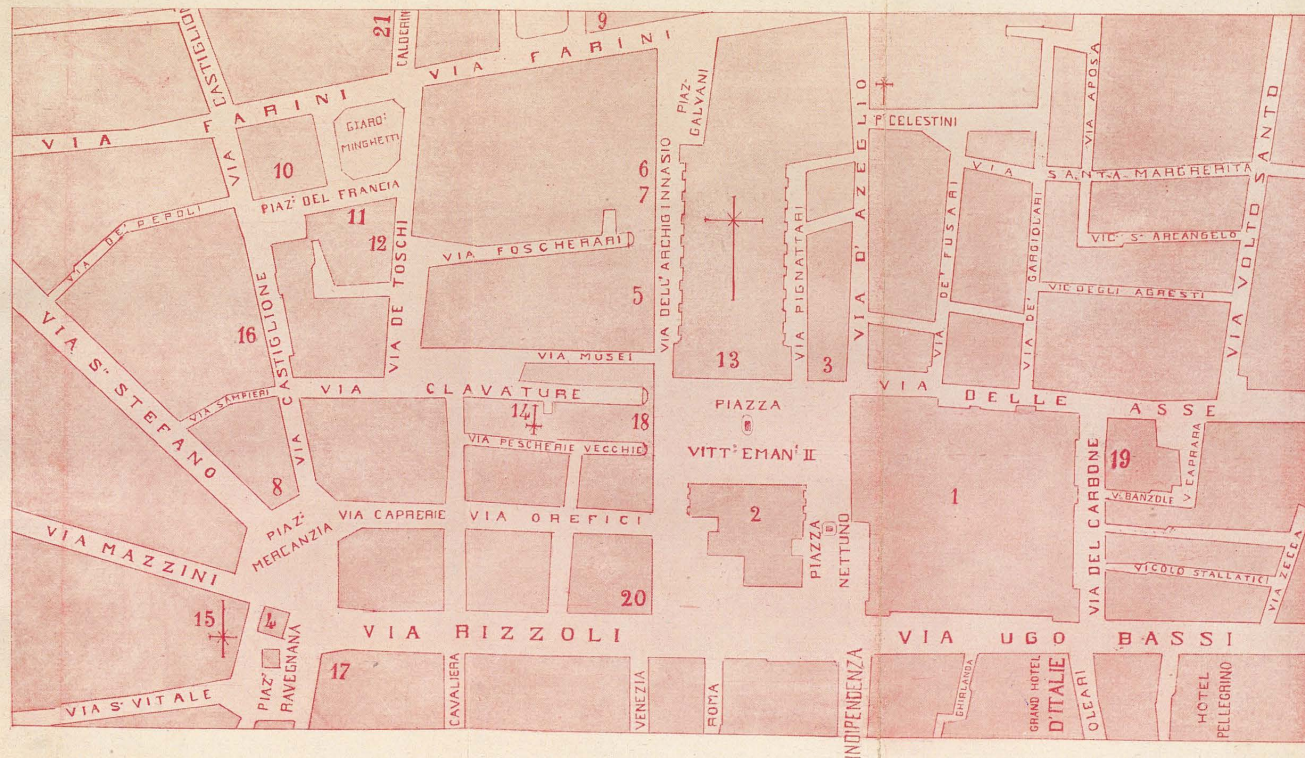 CASTIGLION
21
CALDERIN
9
VIA FARINI
VIA FARINI
GIARD:
MINGHETTI
PIAZ:
GALVANI
VIA APOSA
Pª CELESTINI
VIA
10
6
7
VIA SANTA MARGHERITA
VIA DE' PEPOLI
PIAZ: DEL FRANCIA
11
12
VIA FOSCHERARI
VIA DE TOSCHI
5
VIA DELL'ARCHIGINNASIO
VIA PIGNATTARI
VIA D'AZEGLIO
VIA DE' FUSARI
VIA DE' GARGIOLARI
VIC. S. ARCANGELO
VIC DEGLI AGRESTI
VIA VOLTO SANTO
16
VIA CASTIGLIONE
VIA S. STEFANO
VIA MUSEI
13
3
VIA SAMPIERI
VIA CLAVATURE
14
18
VIA PESCHERIE VECCHIE
PIAZZA
VITT: EMAN: II
VIA DELLE ASSE
19
V. CAPRARA
V. BANZOLE
VIA DEL CARBONE
8
1
2
PIAZ:
MERCANZIA
VIA CAPRERIE
VIA OREFICI
PIAZZA
NETTUNO
VIA MAZZINI
VICOLO STALLATICI
VIA ZECCA
15
4
20
VIA RIZZOLI
VIA UGO BASSI
PIAZ:
RAVEGNANA
VIA S. VITALE
17
CAVALIERA
VENEZIA
ROMA
INDIPENDENZA
GHIRLANDA
GRAND HOTEL
D'ITALIE
OLEARI
HOTEL
PELLEGRINO